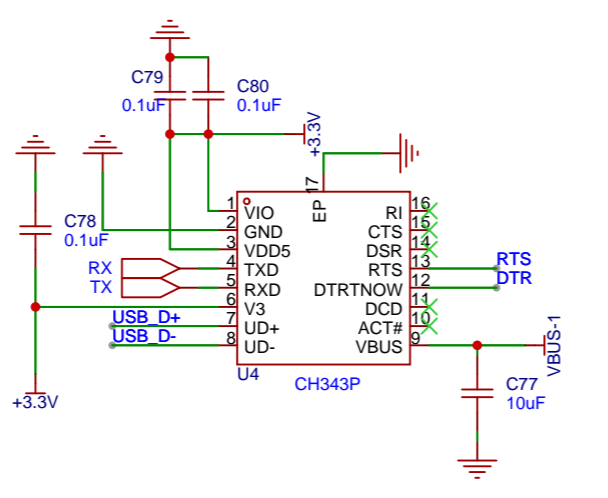 C79
0.1uF
C80
0.1uF
+3.3V
17
EP
C78
0.1uF
1
VIO
2
GND
3
VDD5
RX
4
TXD
TX
5
RXD
6
V3
USB_D+
7
UD+
USB_D-
8
UD-
16
RI
15
CTS
14
DSR
13
RTS
RTS
12
DTRTNOW
DTR
11
DCD
10
ACT#
9
VBUS
VBUS-1
U4
CH343P
C77
10uF
+3.3V